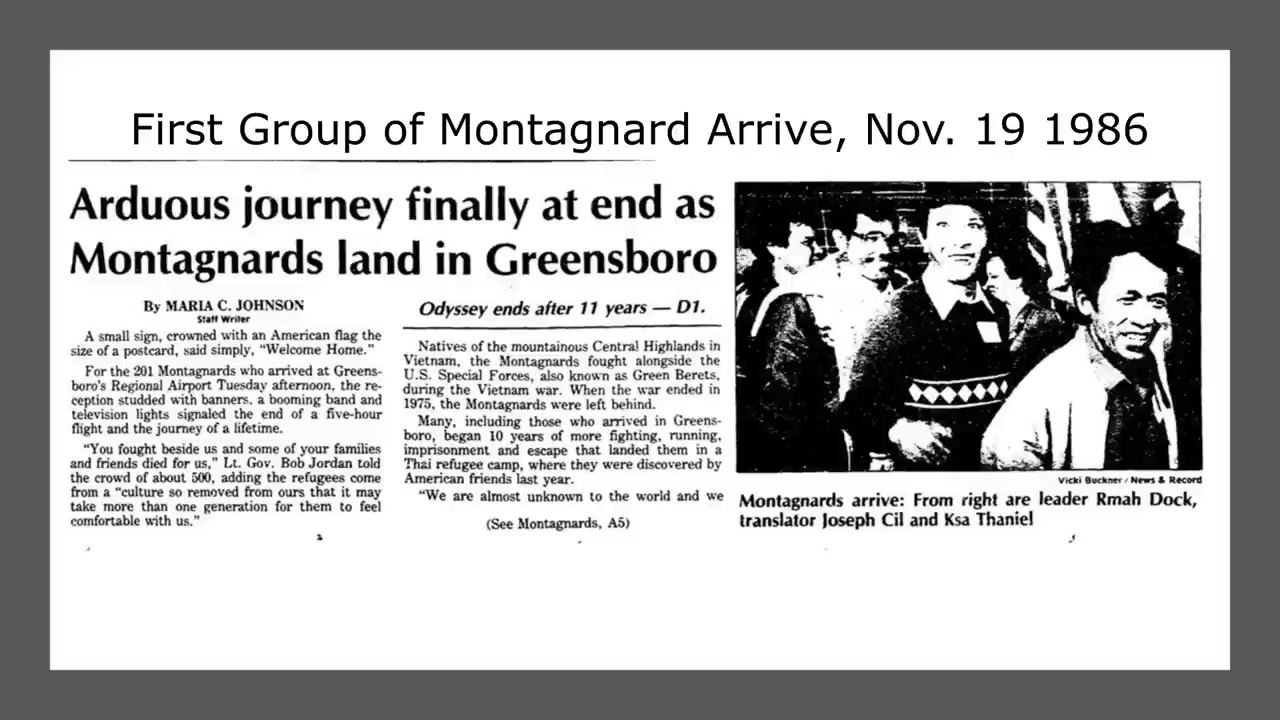 First Group of Montagnard Arrive, Nov. 19 1986
Arduous journey finally at end as
Montagnards land in Greensboro
By MARIA C. JOHNSON
Staff Writer
A small sign, crowned with an American flag the
size of a postcard, said simply, “Welcome Home.”
For the 201 Montagnards who arrived at Greens-
boro's Regional Airport Tuesday afternoon, the re-
ception studded with banners, a booming band and
television lights signaled the end of a five-hour
flight and the journey of a lifetime.
“You fought beside us and some of your families
and friends died for us,” Lt. Gov. Bob Jordan told
the crowd of about 500, adding the refugees come
from a “culture so removed from ours that it may
take more than one generation for them to feel
comfortable with us.”
Odyssey ends after 11 years — D1.
Natives of the mountainous Central Highlands in
Vietnam, the Montagnards fought alongside the
U.S. Special Forces, also known as Green Berets,
during the Vietnam war. When the war ended in
1975, the Montagnards were left behind.
Many, including those who arrived in Greens-
boro, began 10 years of more fighting, running,
imprisonment and escape that landed them in a
Thai refugee camp, where they were discovered by
American friends last year.
“We are almost unknown to the world and we
(See Montagnards, A5)
Vicki Buckner / News & Record
Montagnards arrive: From right are leader Rmah Dock,
translator Joseph Cil and Ksa Thaniel